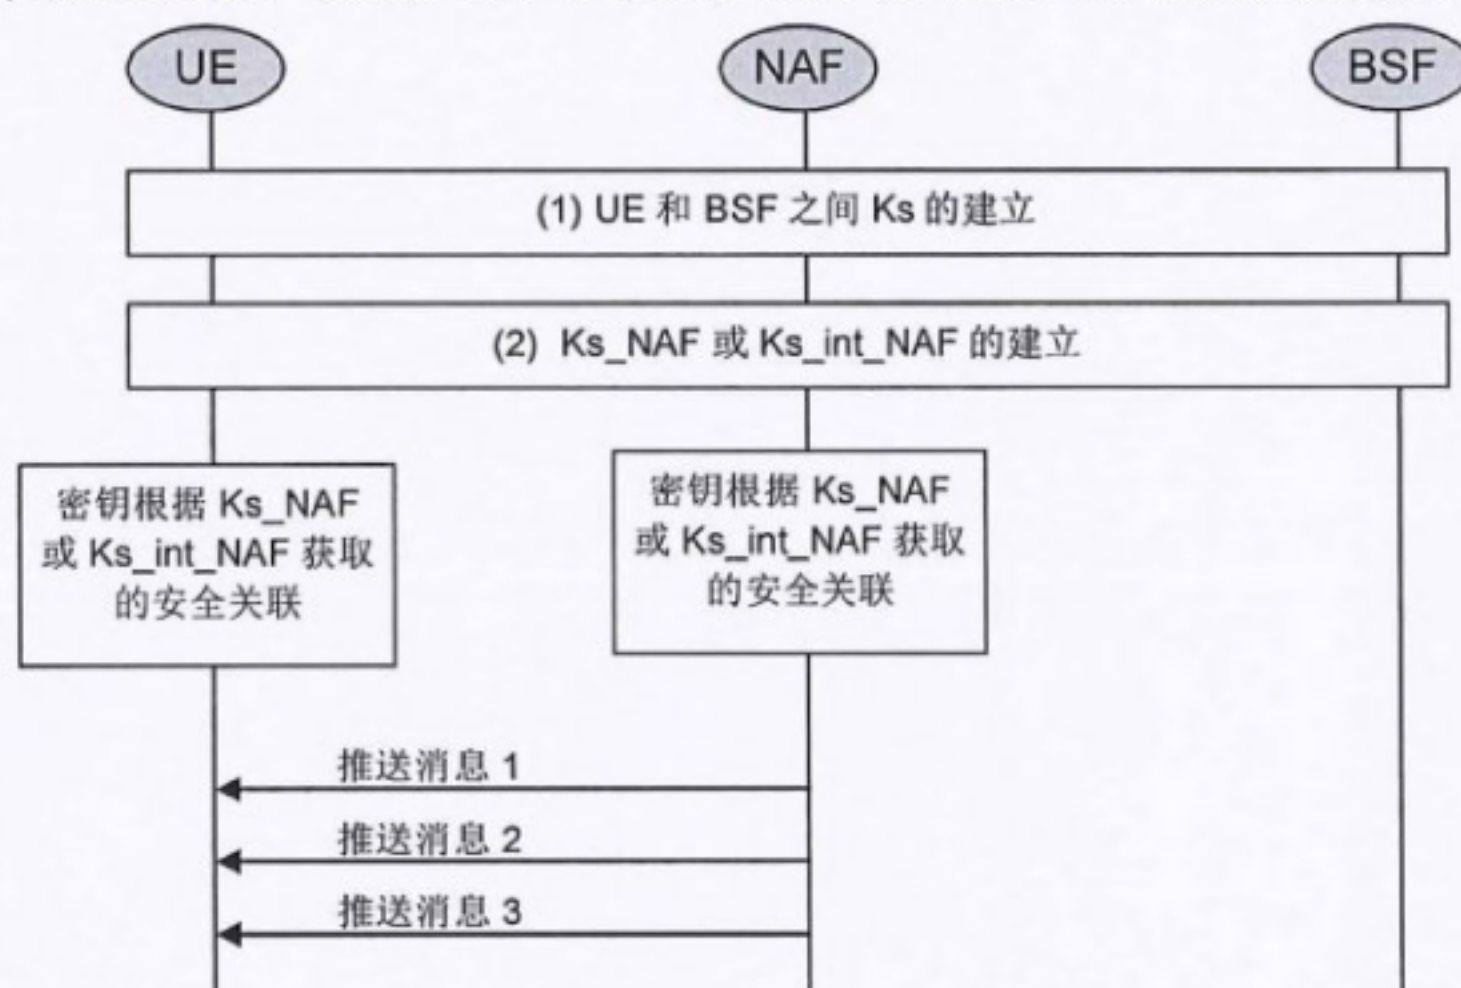 UE
NAF
BSF
(1) UE 和 BSF 之间 Ks 的建立
(2) Ks_NAF 或 Ks_int_NAF 的建立
密钥根据 Ks_NAF
或 Ks_int_NAF 获取
的安全关联
密钥根据 Ks_NAF
或 Ks_int_NAF 获取
的安全关联
推送消息 1
推送消息 2
推送消息 3